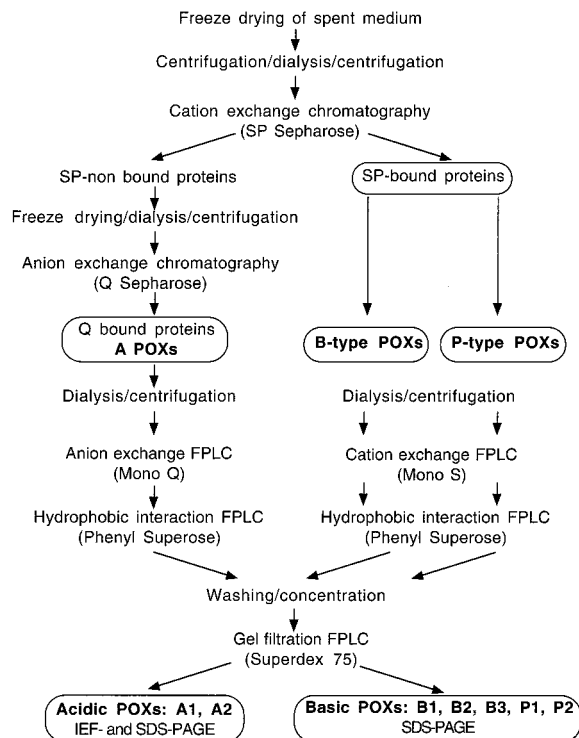 Freeze drying of spent medium
Centrifugation/dialysis/centrifugation
Cation exchange chromatography
(SP Sepharose)
SP-non bound proteins
SP-bound proteins
Freeze drying/dialysis/centrifugation
Anion exchange chromatography
(Q Sepharose)
Q bound proteins
A POXs
B-type POXs
P-type POXs
Dialysis/centrifugation
Dialysis/centrifugation
Anion exchange FPLC
(Mono Q)
Cation exchange FPLC
(Mono S)
Hydrophobic interaction FPLC
(Phenyl Superose)
Hydrophobic interaction FPLC
(Phenyl Superose)
Washing/concentration
Gel filtration FPLC
(Superdex 75)
Acidic POXs: A1, A2
IEF- and SDS-PAGE
Basic POXs: B1, B2, B3, P1, P2
SDS-PAGE